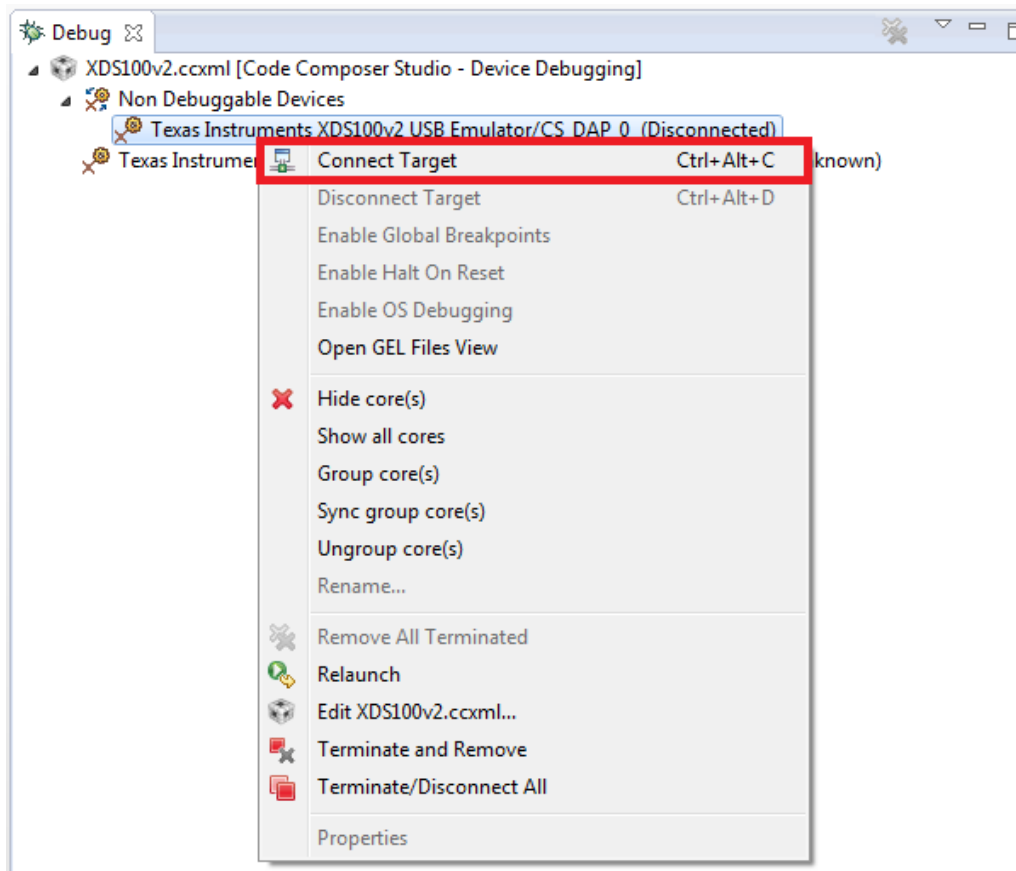 Debug
XDS100v2.ccxml [Code Composer Studio - Device Debugging]
Non Debuggable Devices
Texas Instruments XDS100v2 USB Emulator/CS_DAP_0 (Disconnected)
Texas known)
Connect Target Ctrl+Alt+C
Disconnect Target Ctrl+Alt+D
Enable Global Breakpoints
Enable Halt On Reset
Enable OS Debugging
Open GEL Files View
Hide core(s)
Show all cores
Group core(s)
Sync group core(s)
Ungroup core(s)
Rename...
Remove All Terminated
Relaunch
Edit XDS100v2.ccxml...
Terminate and Remove
Terminate/Disconnect All
Properties